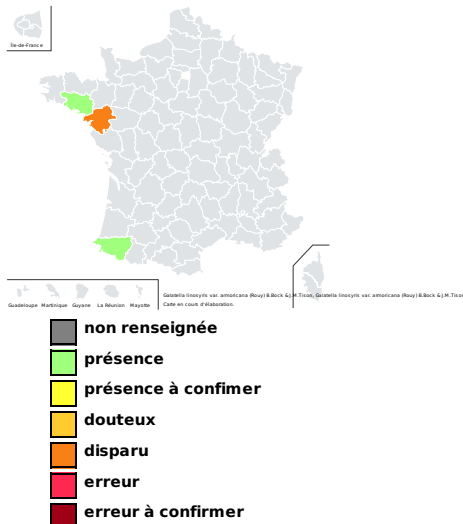 Île-de-France
Guadeloupe Martinique Guyane La Réunion Mayotte
Galatella linosyris var. armoricana (Rouy) B.Bock & J.M.Tison, Galatella linosyris var. armoricana (Rouy) B.Bock & J.M.Tison
Carte en cours d'élaboration.
non renseignée
présence
présence à confimer
douteux
disparu
erreur
erreur à confirmer